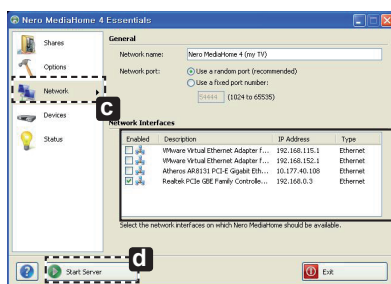 Nero MediaHome 4 Essentials
Shares
Options
Network
Devices
Status
c
General
Network name: Nero MediaHome 4 (my TV)
Network port: Use a random port (recommended)
Use a fixed port number:
54444 (1024 to 65535)
Network Interfaces
Enabled Description IP Address Type
VMware Virtual Ethernet Adapter f... 192.168.115.1 Ethernet
VMware Virtual Ethernet Adapter f... 192.168.152.1 Ethernet
Atheros AR8131 PCI-E Gigabit Eth... 10.177.40.108 Ethernet
Realtek PCIe GBE Family Controlle... 192.168.0.3 Ethernet
Select the network interfaces on which Nero MediaHome should be available.
d
Start Server
Exit